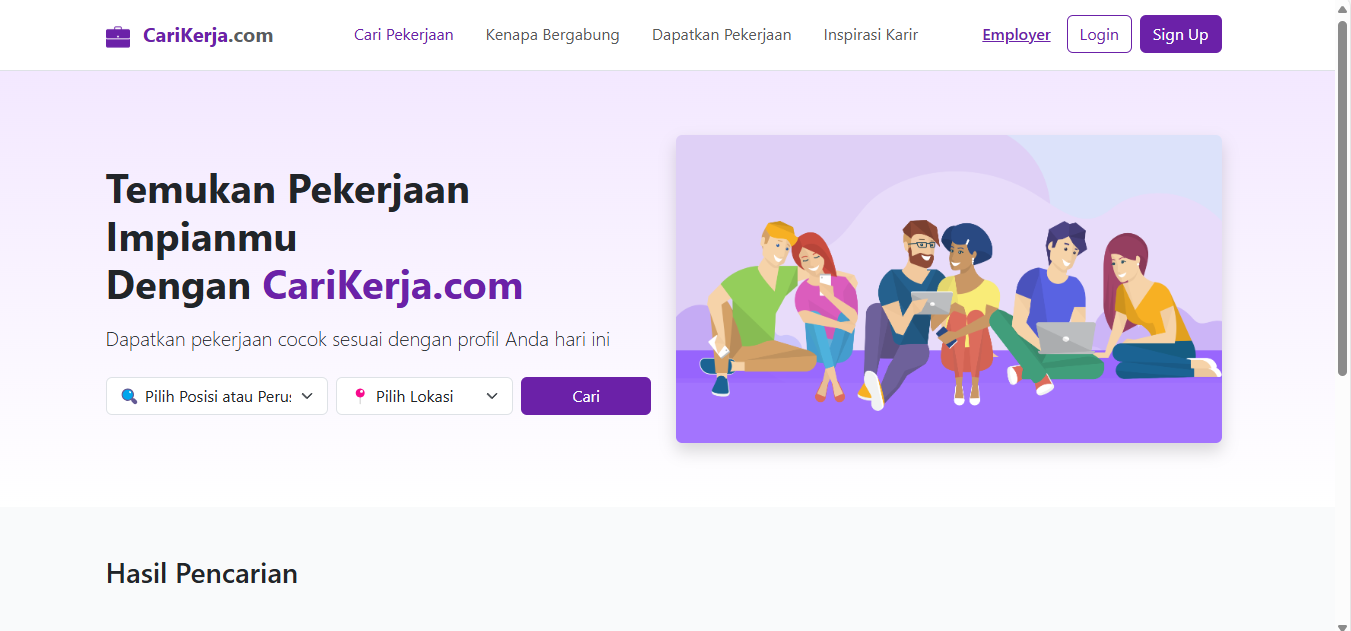 CariKerja.com
Cari Pekerjaan
Kenapa Bergabung
Dapatkan Pekerjaan
Inspirasi Karir
Employer
Login
Sign Up
Temukan Pekerjaan
Impianmu
Dengan CariKerja.com
Dapatkan pekerjaan cocok sesuai dengan profil Anda hari ini
Pilih Posisi atau Peru
Pilih Lokasi
Cari
Hasil Pencarian